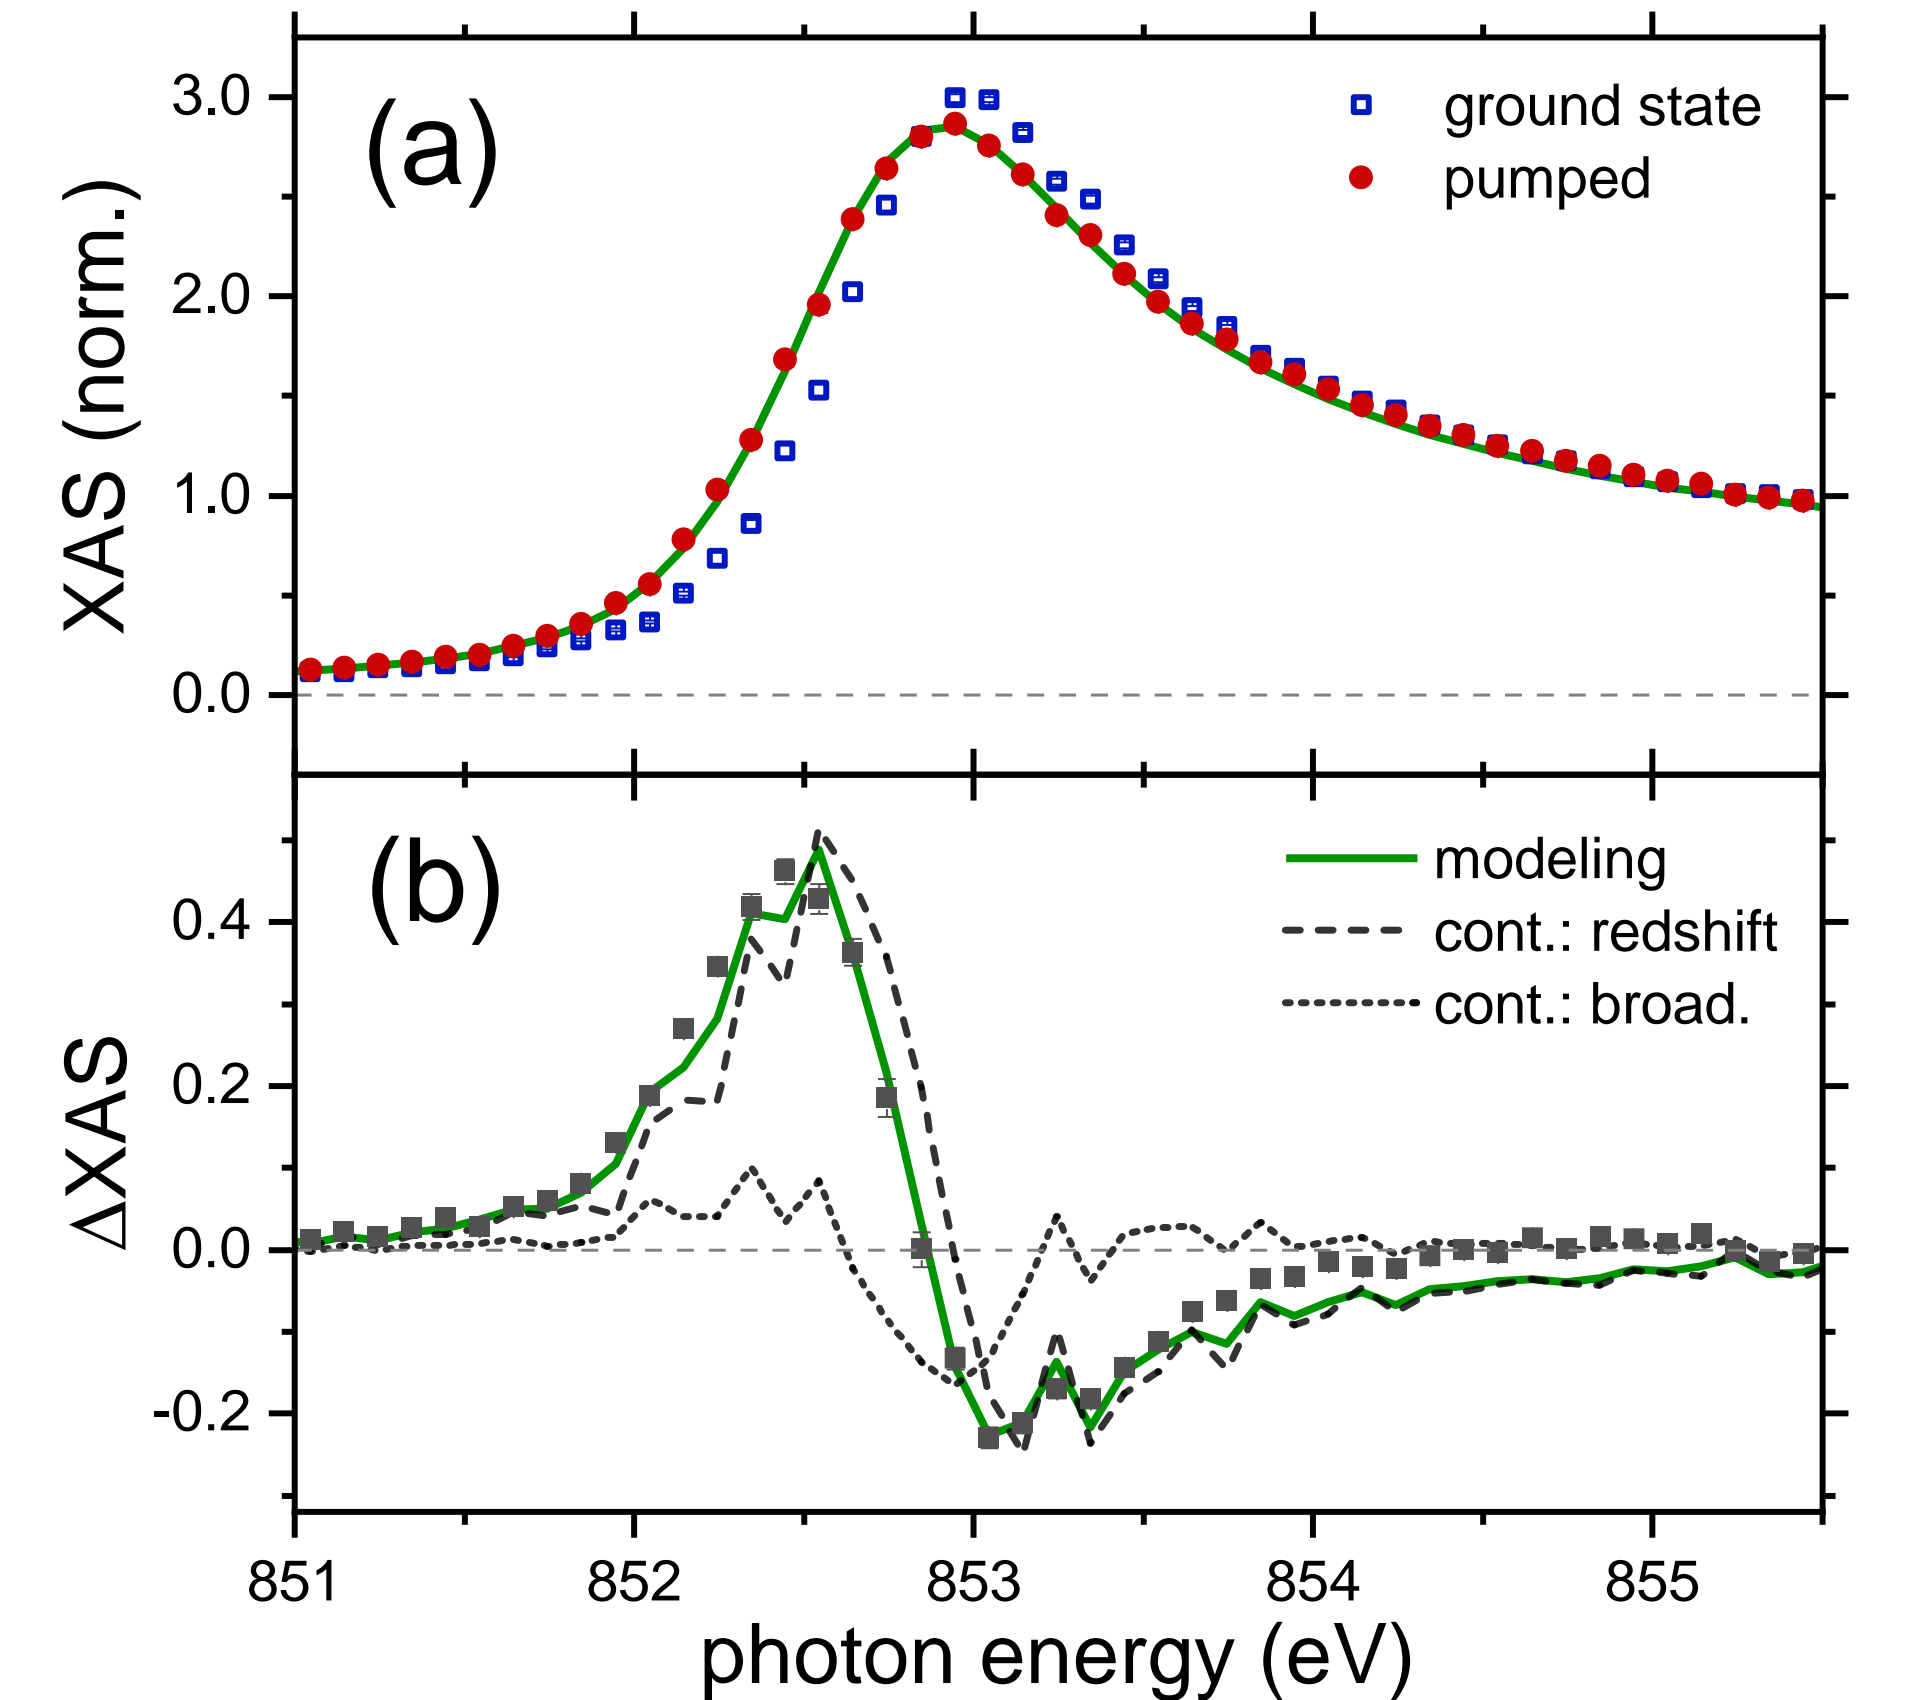 (a)
ground state
pumped
3.0
2.0
1.0
0.0
XAS (norm.)
(b)
modeling
cont.: redshift
cont.: broad.
0.4
0.2
0.0
-0.2
ΔXAS
851 852 853 854 855
photon energy (eV)